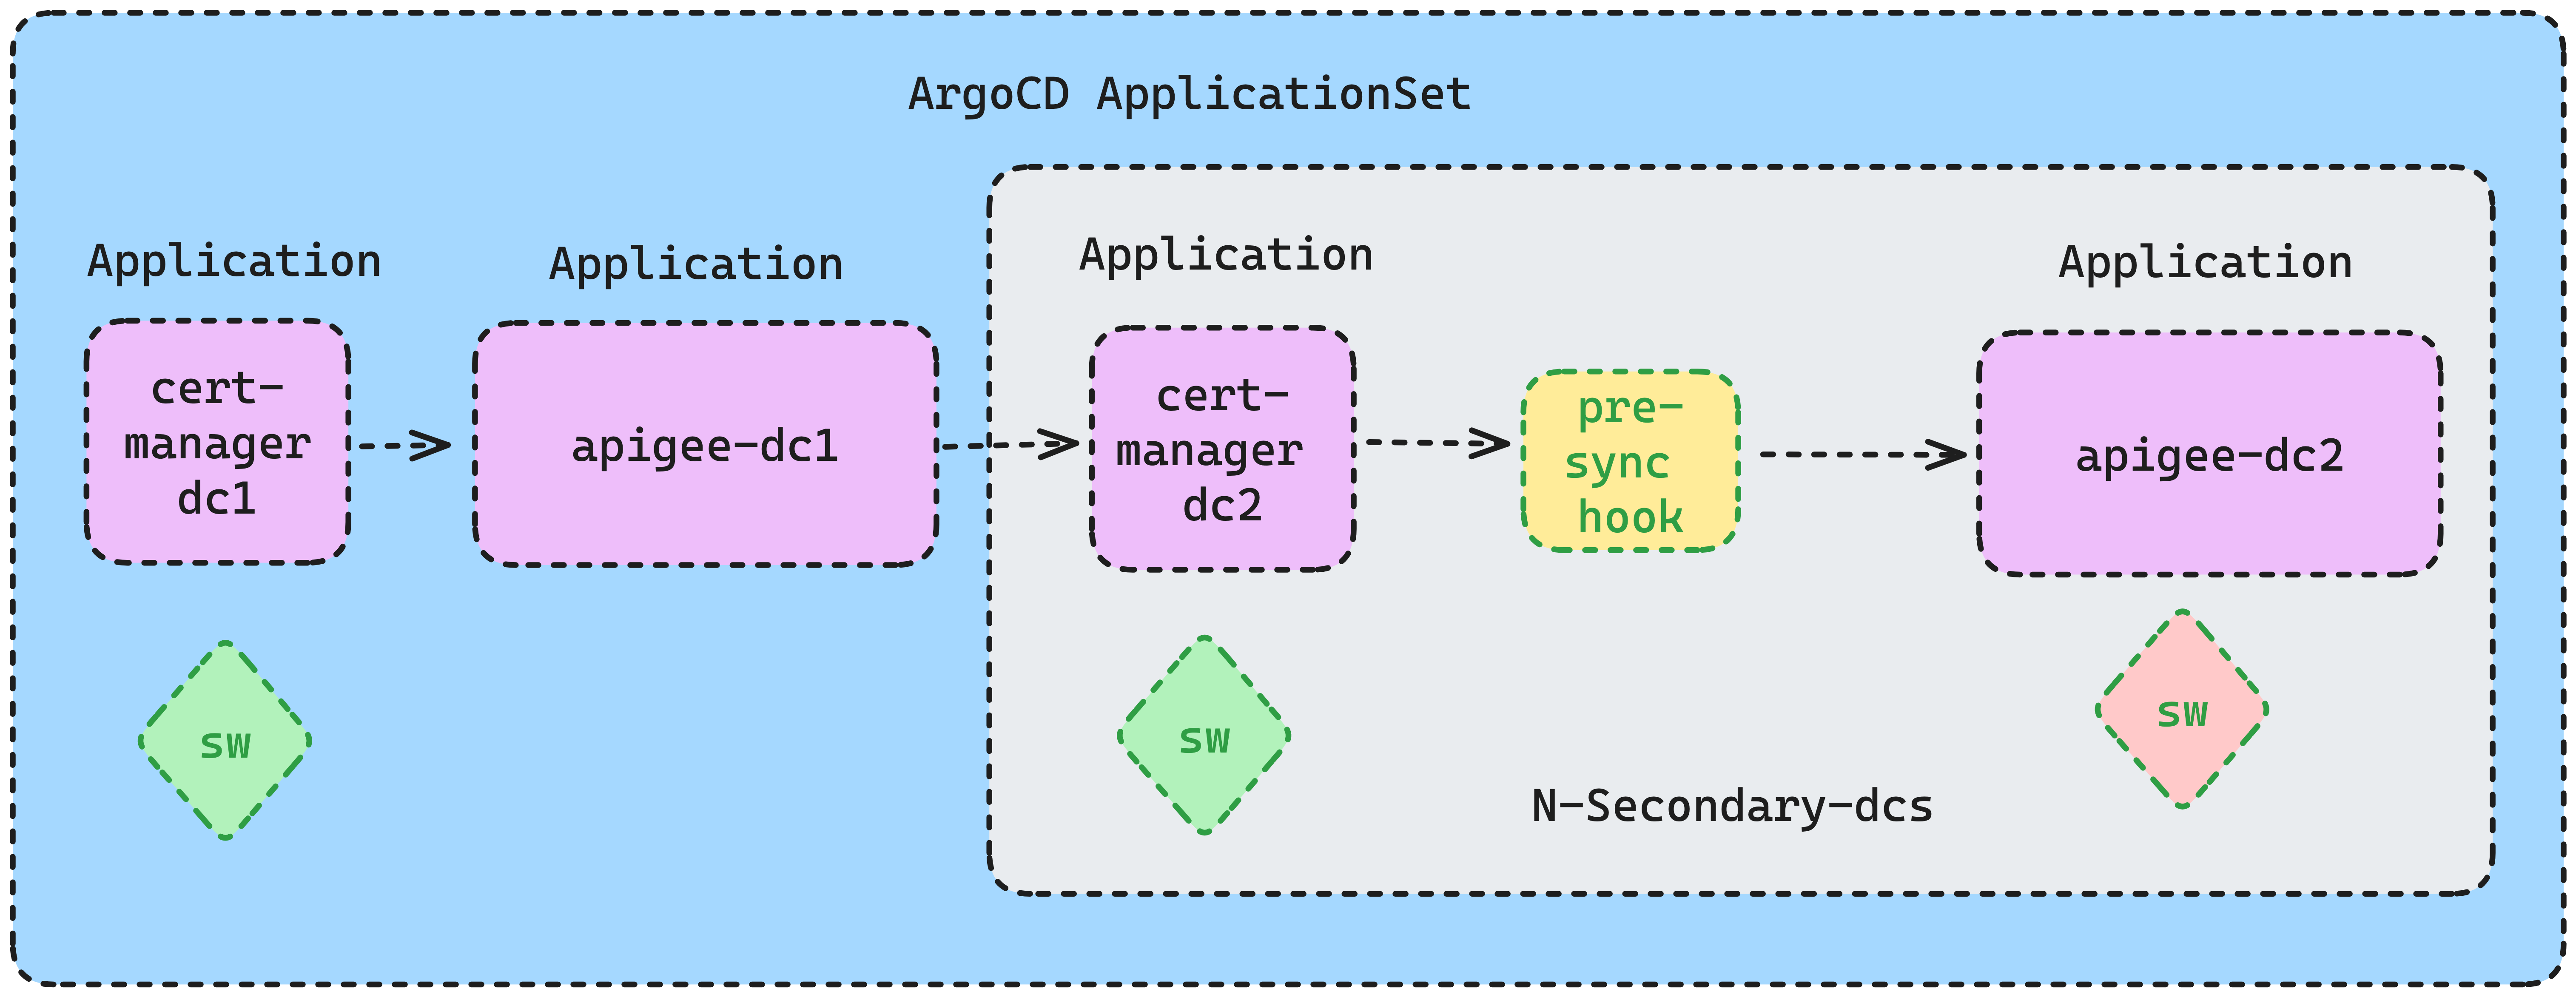 ArgoCD ApplicationSet
Application
cert-
manager
dc1
sw
Application
apigee-dc1
Application
cert-
manager
dc2
sw
pre-
sync
hook
Application
apigee-dc2
sw
N-Secondary-dcs